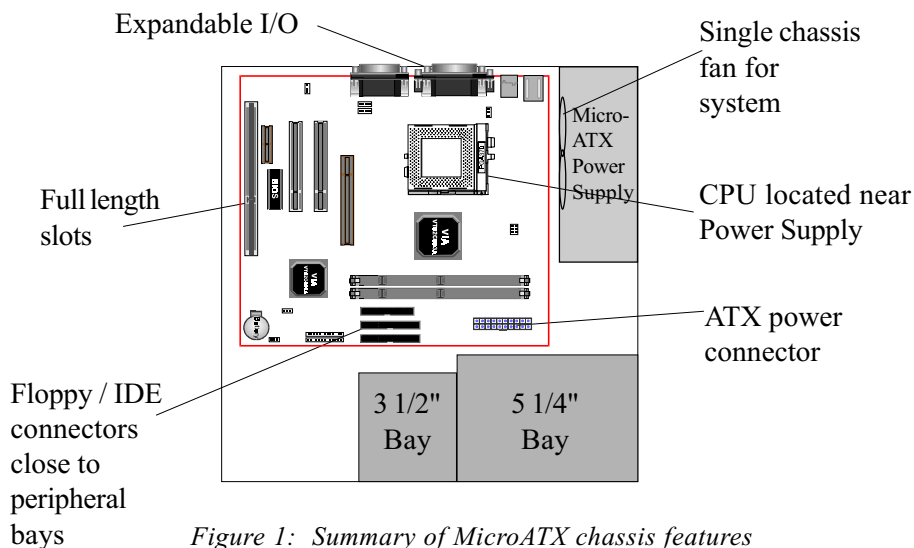 Expandable I/O
Single chassis
fan for
system
Micro-
ATX
Power
Supply
BIOS
Full length
slots
CPU located near
Power Supply
VIA
VIA
ATX power
connector
Floppy / IDE
connectors
close to
peripheral
bays
3 1/2"
Bay
5 1/4"
Bay
Figure 1: Summary of MicroATX chassis features